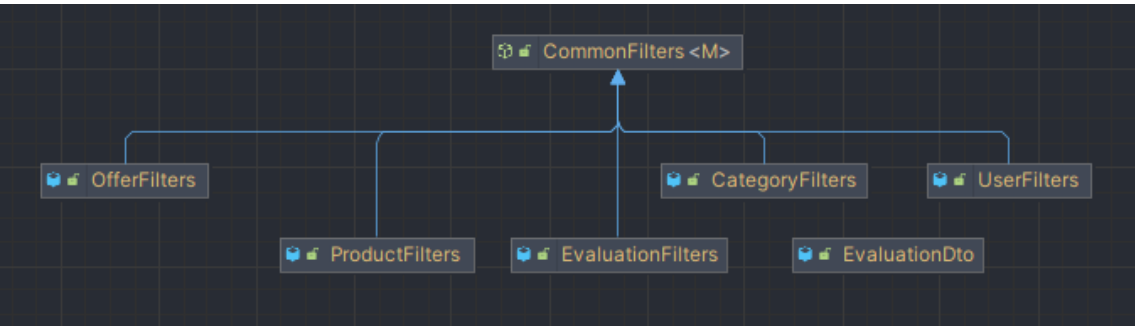 CommonFilters <M>
OfferFilters
CategoryFilters
UserFilters
ProductFilters
EvaluationFilters
EvaluationDto